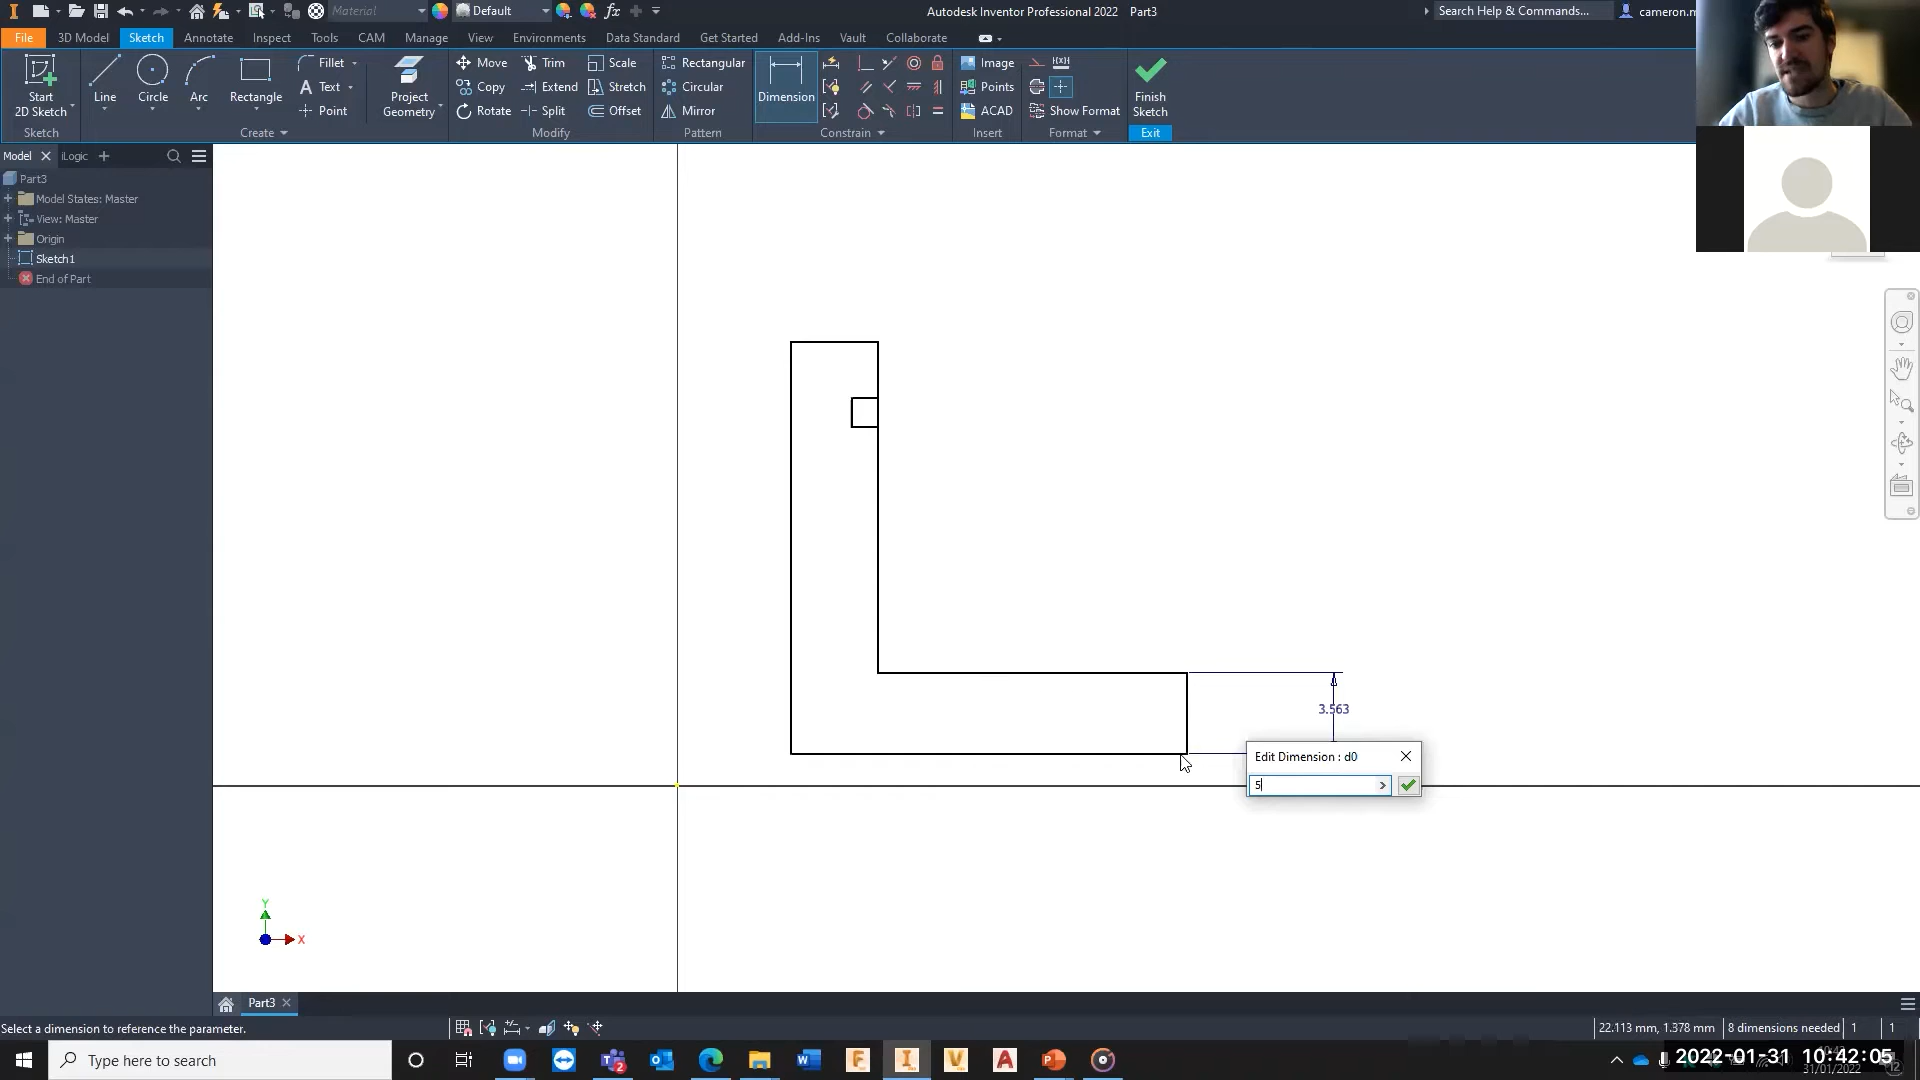 Material
Default
fx
Autodesk Inventor Professional 2022 Part3
Search Help & Commands...
cameron.m
File 3D Model Sketch Annotate Inspect Tools CAM Manage View Environments Data Standard Get Started Add-Ins Vault Collaborate
Start
2D Sketch
Line
Circle
Arc
Rectangle
Fillet
A Text
Point
Project
Geometry
Move
Copy
Rotate
Trim
Extend
Split
Scale
Stretch
Offset
Rectangular
Circular
Mirror
Dimension
Image
Points
ACAD
Show Format
Finish
Sketch
Sketch
Create
Modify
Pattern
Constrain
Insert
Format
Exit
Model
iLogic
Part3
Model States: Master
View: Master
Origin
Sketch1
End of Part
3.563
Edit Dimension : d0
5
Y
X
Part3
Select a dimension to reference the parameter.
22.113 mm, 1.378 mm
8 dimensions needed
1
1
Type here to search
2022-01-31 10:42:05
31/01/2022